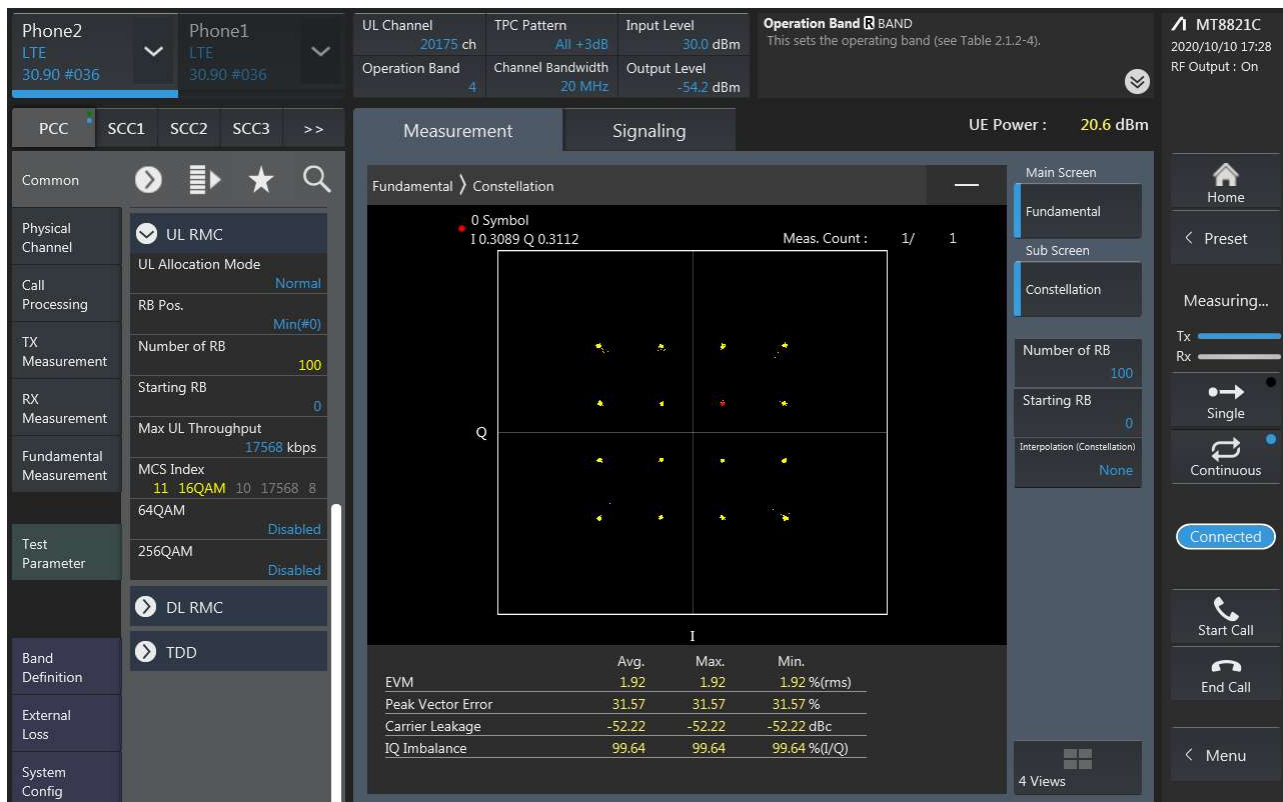 Phone2
LTE
30.90 #036
Phone1
LTE
30.90 #036
UL Channel
20175 ch
TPC Pattern
All +3dB
Input Level
30.0 dBm
Operation Band
4
Channel Bandwidth
20 MHz
Output Level
-54.2 dBm
Operation Band R BAND
This sets the operating band (see Table 2.1.2-4).
MT8821C
2020/10/10 17:28
RF Output : On
PCC SCC1 SCC2 SCC3 >>
Measurement Signaling
UE Power : 20.6 dBm
Common
Physical
Channel
Call
Processing
TX
Measurement
RX
Measurement
Fundamental
Measurement
Test
Parameter
Band
Definition
External
Loss
System
Config
UL RMC
UL Allocation Mode
Normal
RB Pos.
Min(#0)
Number of RB
100
Starting RB
0
Max UL Throughput
17568 kbps
MCS Index
11 16QAM 10 17568 8
64QAM
Disabled
256QAM
Disabled
DL RMC
TDD
Fundamental Constellation
0 Symbol
I 0.3089 Q 0.3112
Meas. Count : 1/ 1
Q
I
Avg. Max. Min.
EVM 1.92 1.92 1.92 %(rms)
Peak Vector Error 31.57 31.57 31.57 %
Carrier Leakage -52.22 -52.22 -52.22 dBc
IQ Imbalance 99.64 99.64 99.64 %(I/Q)
Main Screen
Fundamental
Sub Screen
Constellation
Number of RB
100
Starting RB
0
Interpolation (Constellation)
None
4 Views
Home
< Preset
Measuring...
Tx
Rx
Single
Continuous
Connected
Start Call
End Call
< Menu